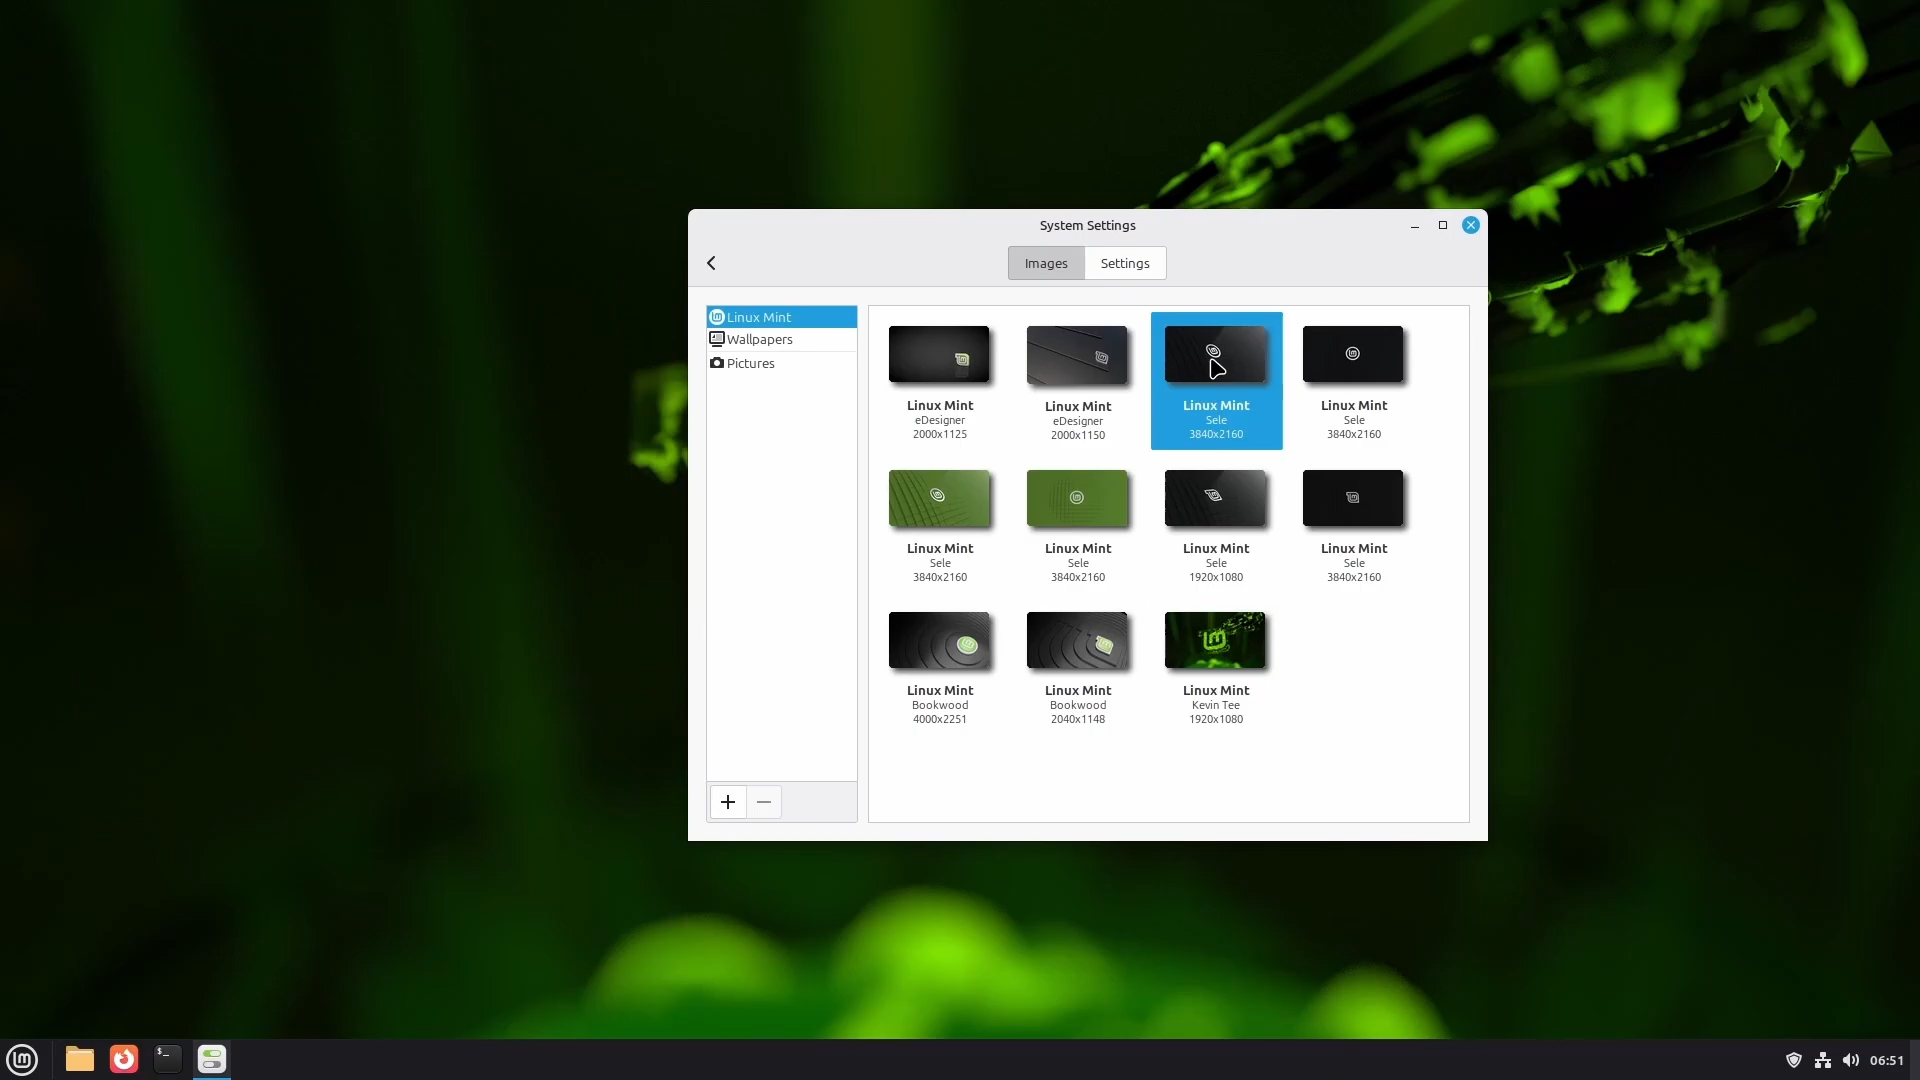 System Settings
Images Settings
Linux Mint
Wallpapers
Pictures
Linux Mint
eDesigner
2000x1125
Linux Mint
eDesigner
2000x1150
Linux Mint
Sele
3840x2160
Linux Mint
Sele
3840x2160
Linux Mint
Sele
3840x2160
Linux Mint
Sele
3840x2160
Linux Mint
Sele
1920x1080
Linux Mint
Sele
3840x2160
Linux Mint
Bookwood
4000x2251
Linux Mint
Bookwood
2040x1148
Linux Mint
Kevin Tee
1920x1080
06:51